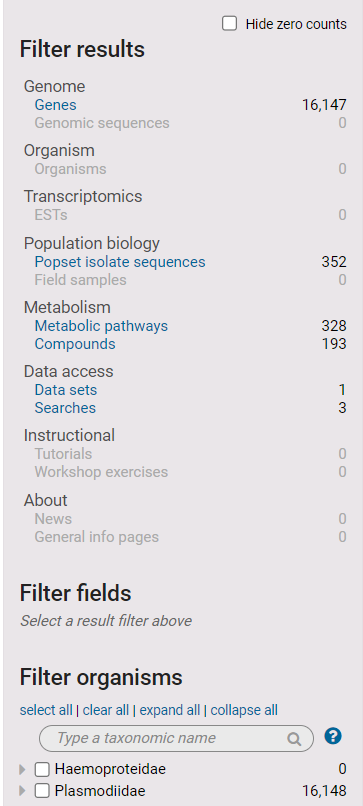 Hide zero counts
Filter results
Genome
Genes 16,147
Genomic sequences 0
Organism
Organisms 0
Transcriptomics
ESTs 0
Population biology
Popset isolate sequences 352
Field samples 0
Metabolism
Metabolic pathways 328
Compounds 193
Data access
Data sets 1
Searches 3
Instructional
Tutorials 0
Workshop exercises 0
About
News 0
General info pages 0
Filter fields
Select a result filter above
Filter organisms
select all | clear all | expand all | collapse all
Type a taxonomic name ?
Haemoproteidae 0
Plasmodiidae 16,148